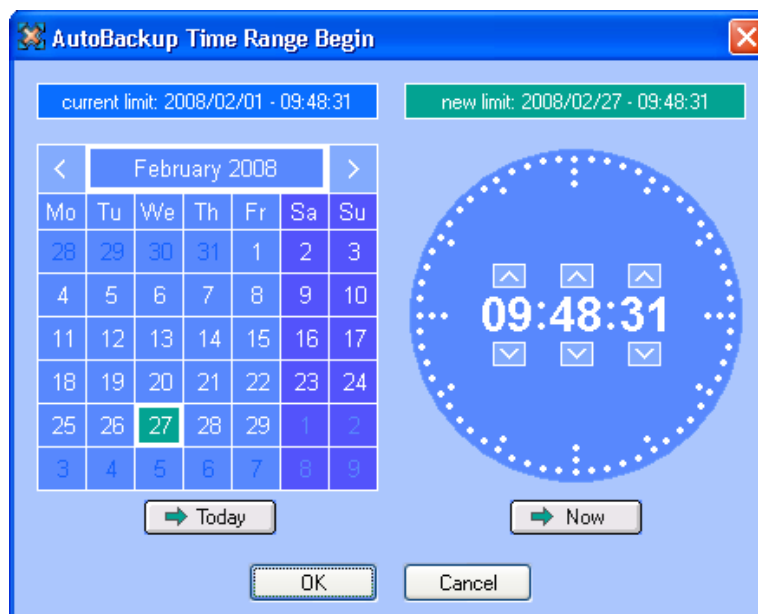 AutoBackup Time Range Begin
current limit: 2008/02/01 - 09:48:31
new limit: 2008/02/27 - 09:48:31
< February 2008 >
Mo Tu We Th Fr Sa Su
28 29 30 31 1 2 3
4 5 6 7 8 9 10
11 12 13 14 15 16 17
18 19 20 21 22 23 24
25 26 27 28 29 1 2
3 4 5 6 7 8 9
09:48:31
Today
Now
OK
Cancel